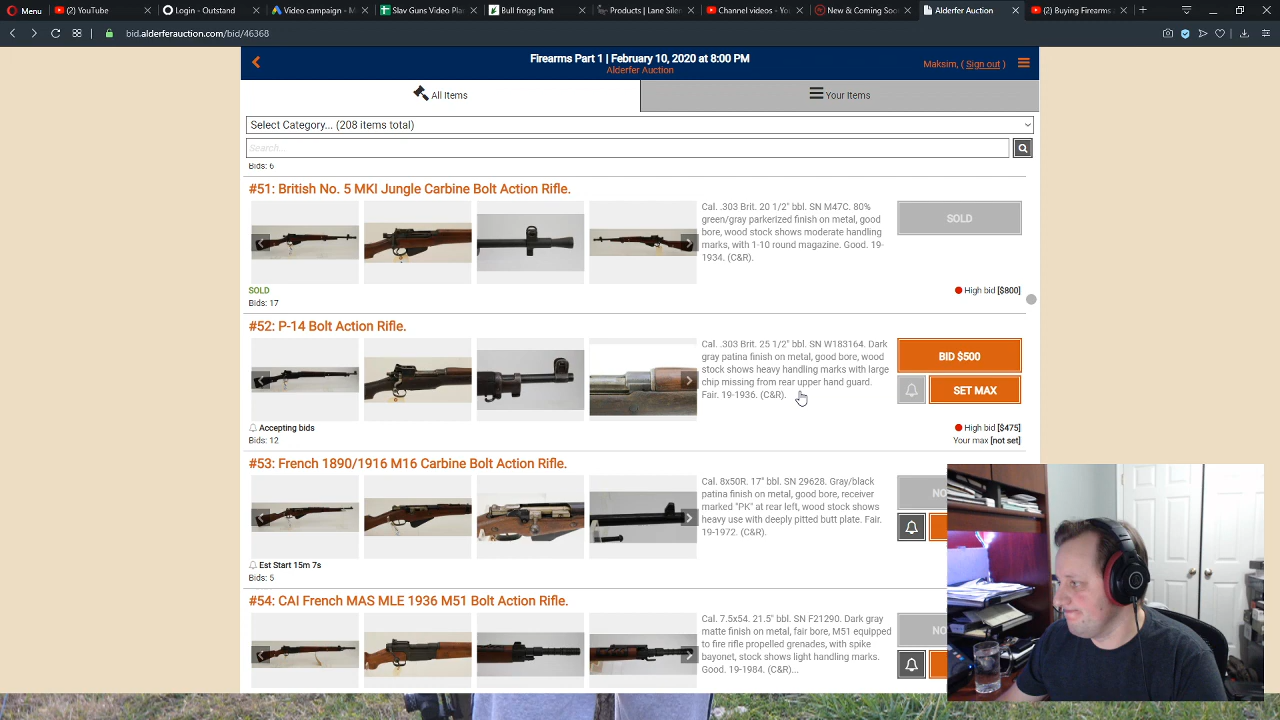 Menu
(2) YouTube
Login - Outstand
Video campaign - M
Slav Guns Video Plan
Bull frogg Pant
Products | Lane Silen
Channel videos - You
New & Coming Soo
Alderfer Auction
(2) Buying Firearms
bid.alderferauction.com/bid/46368
Firearms Part 1 | February 10, 2020 at 8:00 PM
Alderfer Auction
Maksim, ( Sign out )
All Items
Your Items
Select Category... (208 items total)
Search...
Bids: 6
#51: British No. 5 MKI Jungle Carbine Bolt Action Rifle.
Cal. .303 Brit. 20 1/2" bbl. SN M47C. 80%
green/gray parkerized finish on metal, good
bore, wood stock shows moderate handling
marks, with 1-10 round magazine. Good. 19-
1934. (C&R).
SOLD
SOLD
Bids: 17
High bid [$800]
#52: P-14 Bolt Action Rifle.
Cal. .303 Brit. 25 1/2" bbl. SN W183164. Dark
gray patina finish on metal, good bore, wood
stock shows heavy handling marks with large
chip missing from rear upper hand guard.
Fair. 19-1936. (C&R).
BID $500
SET MAX
Accepting bids
Bids: 12
High bid [$475]
Your max [not set]
#53: French 1890/1916 M16 Carbine Bolt Action Rifle.
Cal. 8x50R. 17" bbl. SN 29628. Gray/black
patina finish on metal, good bore, receiver
marked "PK" at rear left, wood stock shows
heavy use with deeply pitted butt plate. Fair.
19-1972. (C&R).
NO
Est Start 15m 7s
Bids: 5
#54: CAI French MAS MLE 1936 M51 Bolt Action Rifle.
Cal. 7.5x54. 21.5" bbl. SN F21290. Dark gray
matte finish on metal, fair bore, M51 equipped
to fire rifle propelled grenades, with spike
bayonet, stock shows light handling marks.
Good. 19-1984. (C&R)...
NO